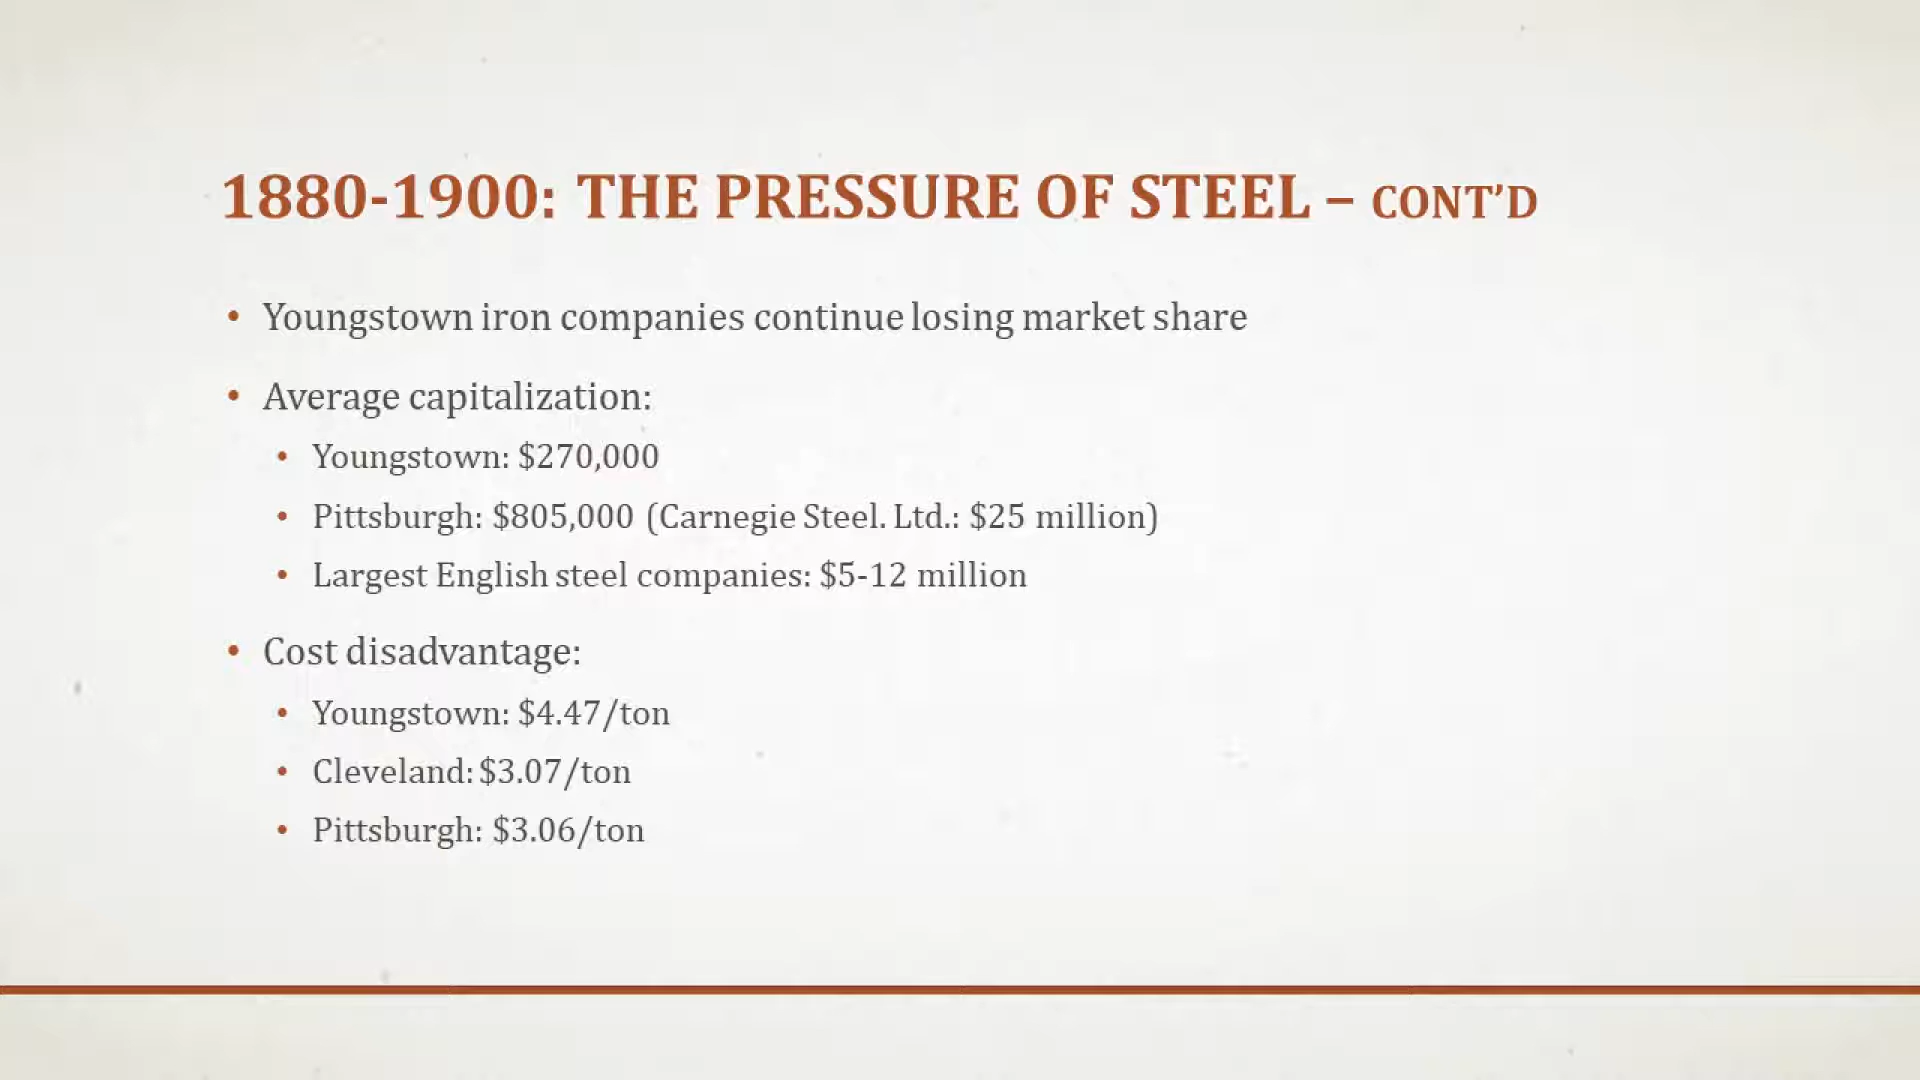 1880-1900: THE PRESSURE OF STEEL – CONT’D
• Youngstown iron companies continue losing market share
• Average capitalization:
• Youngstown: $270,000
• Pittsburgh: $805,000 (Carnegie Steel. Ltd.: $25 million)
• Largest English steel companies: $5-12 million
• Cost disadvantage:
• Youngstown: $4.47/ton
• Cleveland: $3.07/ton
• Pittsburgh: $3.06/ton